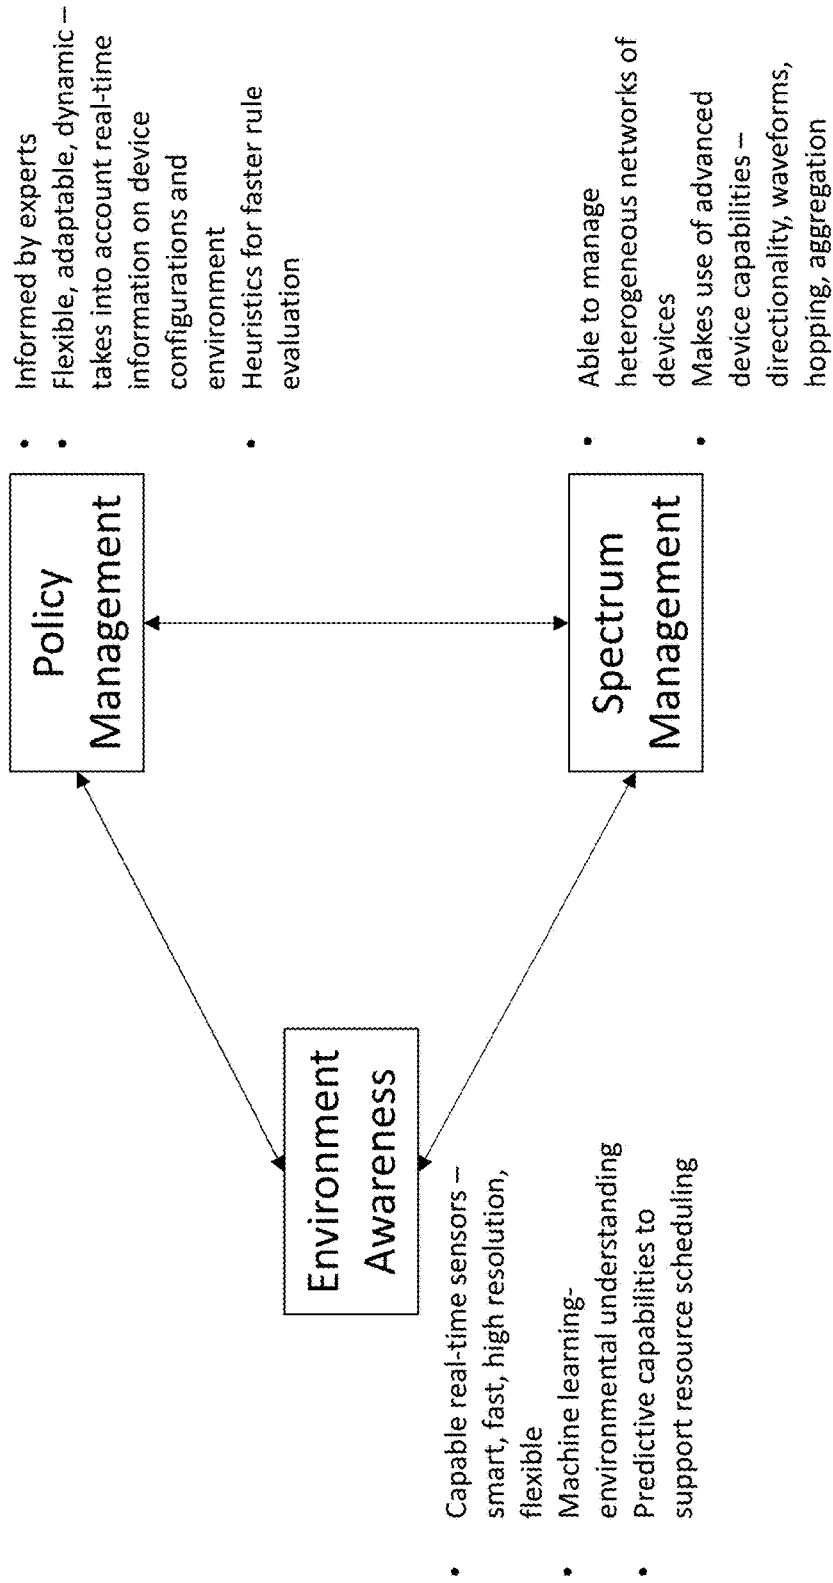 Environment
Awareness
• Capable real-time sensors –
smart, fast, high resolution,
flexible
• Machine learning-
environmental understanding
• Predictive capabilities to
support resource scheduling
Policy
Management
• Informed by experts
• Flexible, adaptable, dynamic –
takes into account real-time
information on device
configurations and
environment
• Heuristics for faster rule
evaluation
Spectrum
Management
• Able to manage
heterogeneous networks of
devices
• Makes use of advanced
device capabilities –
directionality, waveforms,
hopping, aggregation